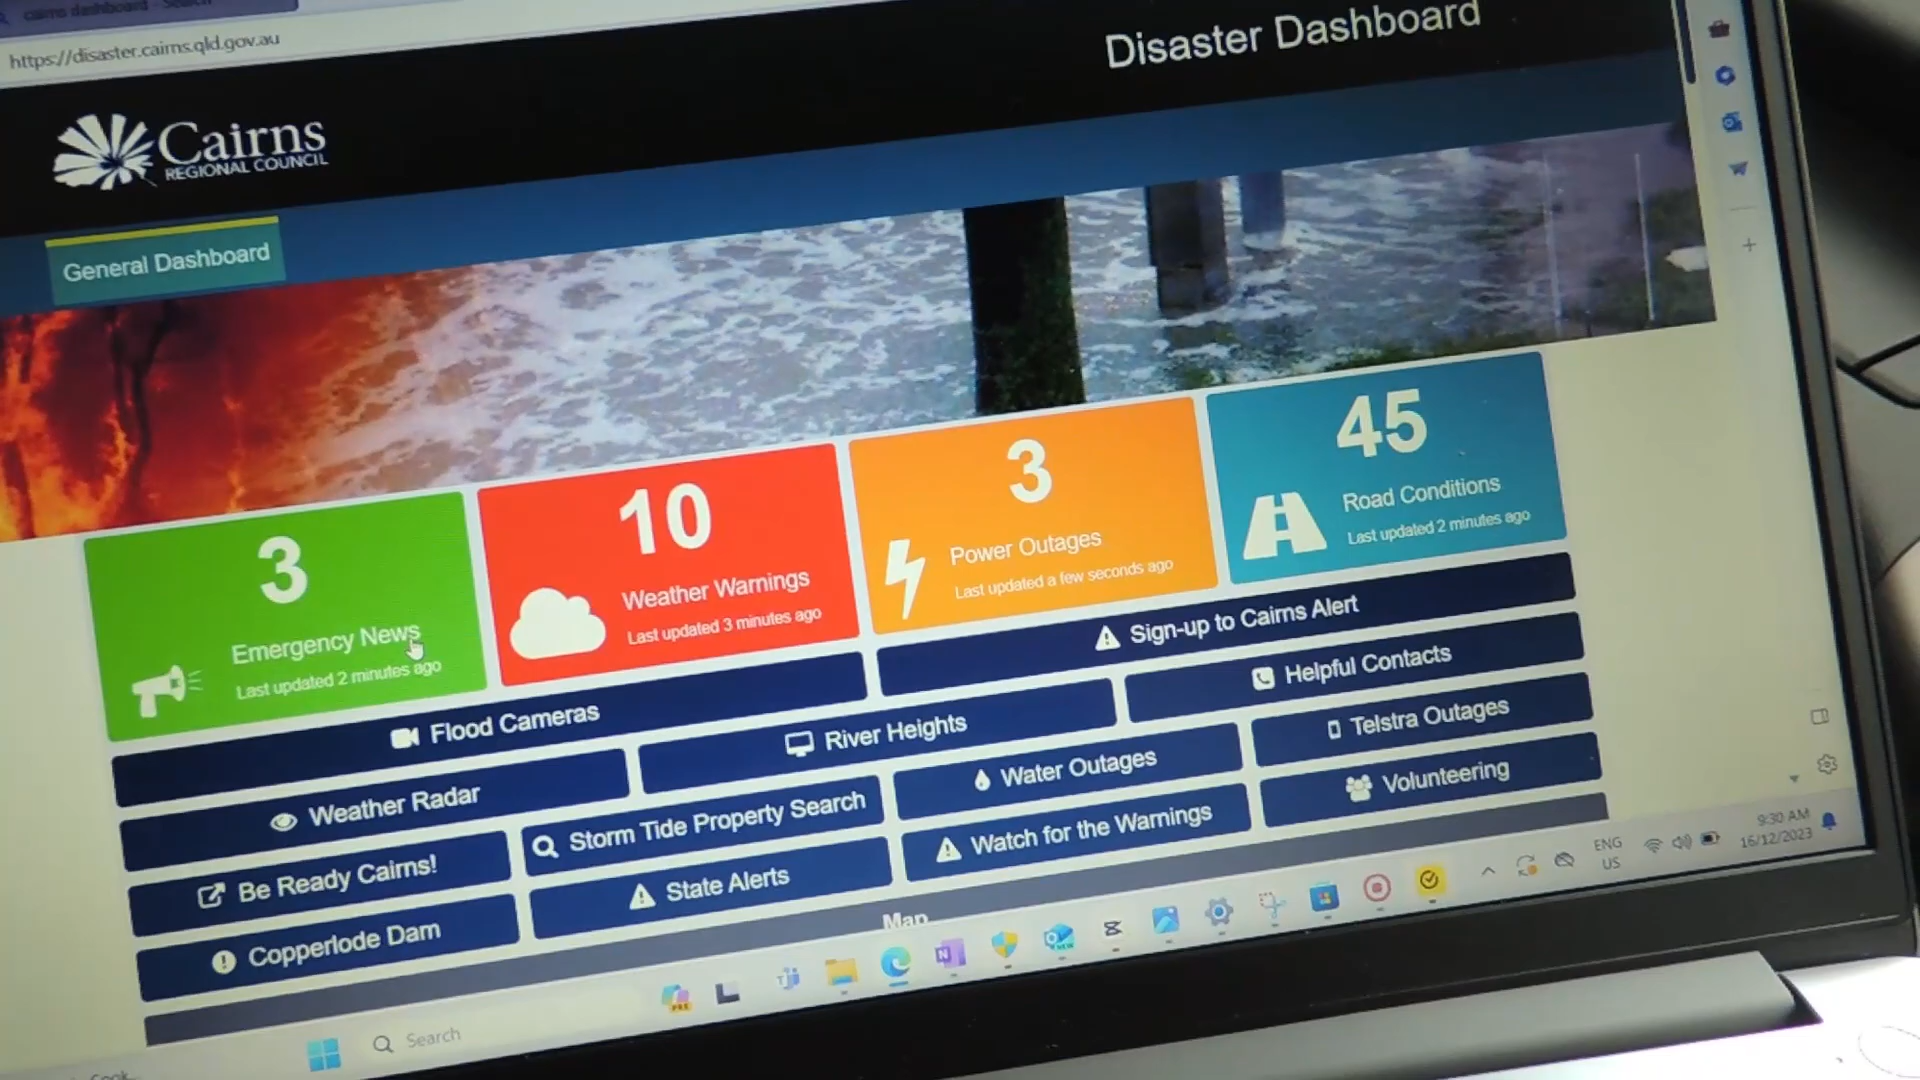 cairns dashboard - Search
https://disaster.cairns.qld.gov.au
Disaster Dashboard
Cairns
REGIONAL COUNCIL
General Dashboard
3
Emergency News
Last updated 2 minutes ago
10
Weather Warnings
Last updated 3 minutes ago
3
Power Outages
Last updated a few seconds ago
45
Road Conditions
Last updated 2 minutes ago
Flood Cameras
Sign-up to Cairns Alert
Weather Radar
River Heights
Helpful Contacts
Be Ready Cairns!
Storm Tide Property Search
Water Outages
Telstra Outages
Copperlode Dam
State Alerts
Watch for the Warnings
Volunteering
Map
Search
PRE
ENG
US
9:30 AM
16/12/2023